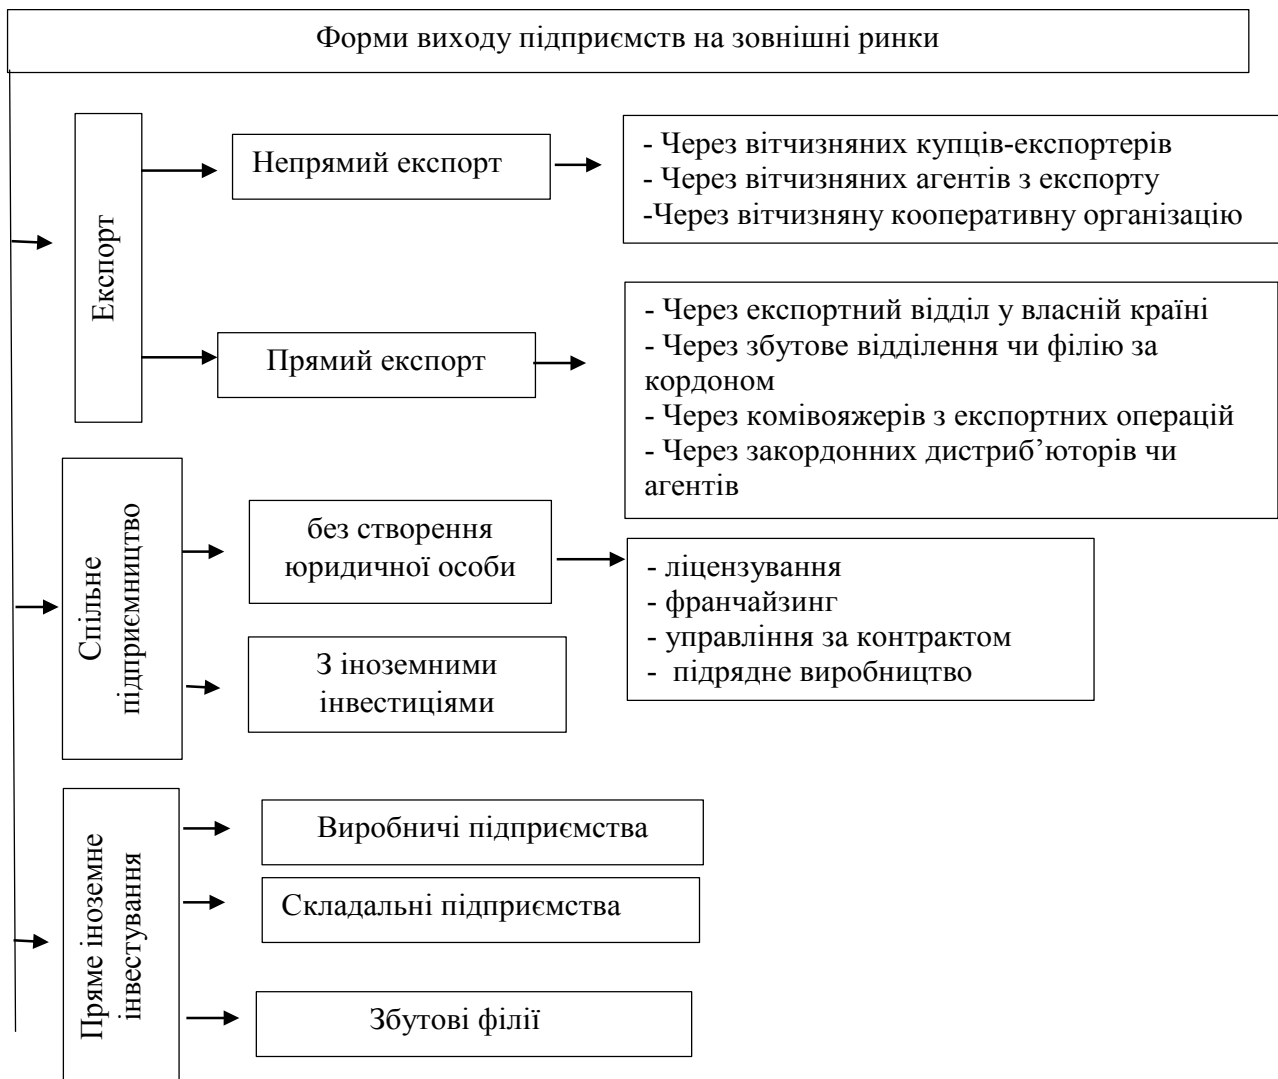 Форми виходу підприємств на зовнішні ринки
Експорт
Непрямий експорт
- Через вітчизняних купців-експортерів
- Через вітчизняних агентів з експорту
-Через вітчизняну кооперативну організацію
Прямий експорт
- Через експортний відділ у власній країні
- Через збутове відділення чи філію за
кордоном
- Через комівояжерів з експортних операцій
- Через закордонних дистриб’юторів чи
агентів
Спільне
підприємництво
без створення
юридичної особи
- ліцензування
- франчайзинг
- управління за контрактом
- підрядне виробництво
З іноземними
інвестиціями
Пряме іноземне
інвестування
Виробничі підприємства
Складальні підприємства
Збутові філії